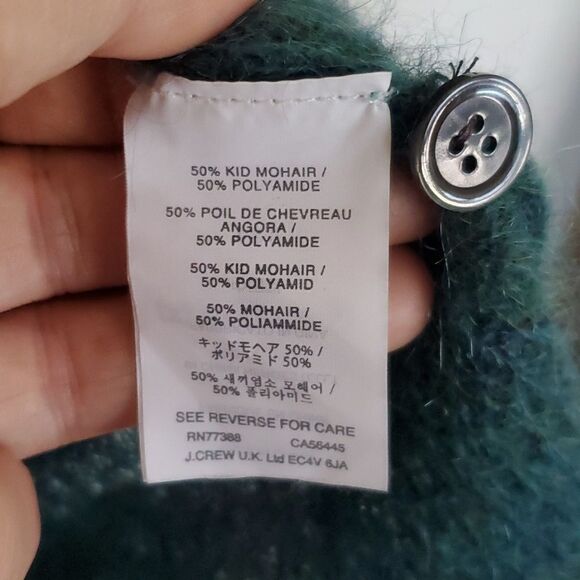 50% KID MOHAIR /
50% POLYAMIDE
50% POIL DE CHEVREAU
ANGORA /
50% POLYAMIDE
50% KID MOHAIR /
50% POLYAMID
50% MOHAIR /
50% POLIAMMIDE
キッドモヘア 50% /
ポリアミド 50%
50% 새끼염소 모헤어 /
50% 폴리아미드
SEE REVERSE FOR CARE
RN77388 CA56445
J.CREW U.K. Ltd EC4V 6JA